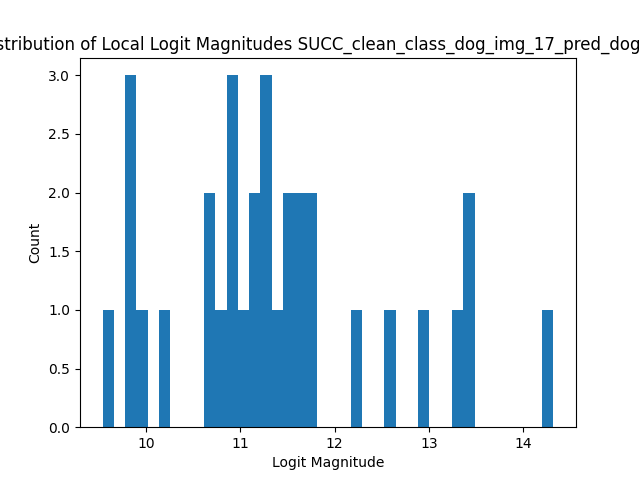 stribution of Local Logit Magnitudes SUCC_clean_class_dog_img_17_pred_dog
3.0
2.5
2.0
1.5
1.0
0.5
0.0
Count
10 11 12 13 14
Logit Magnitude